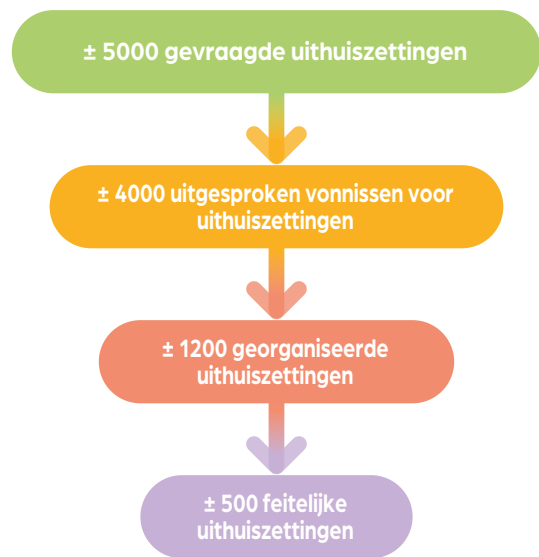 ± 5000 gevraagde uithuiszettingen
± 4000 uitgesproken vonnissen voor
uithuiszettingen
± 1200 georganiseerde
uithuiszettingen
± 500 feitelijke
uithuiszettingen